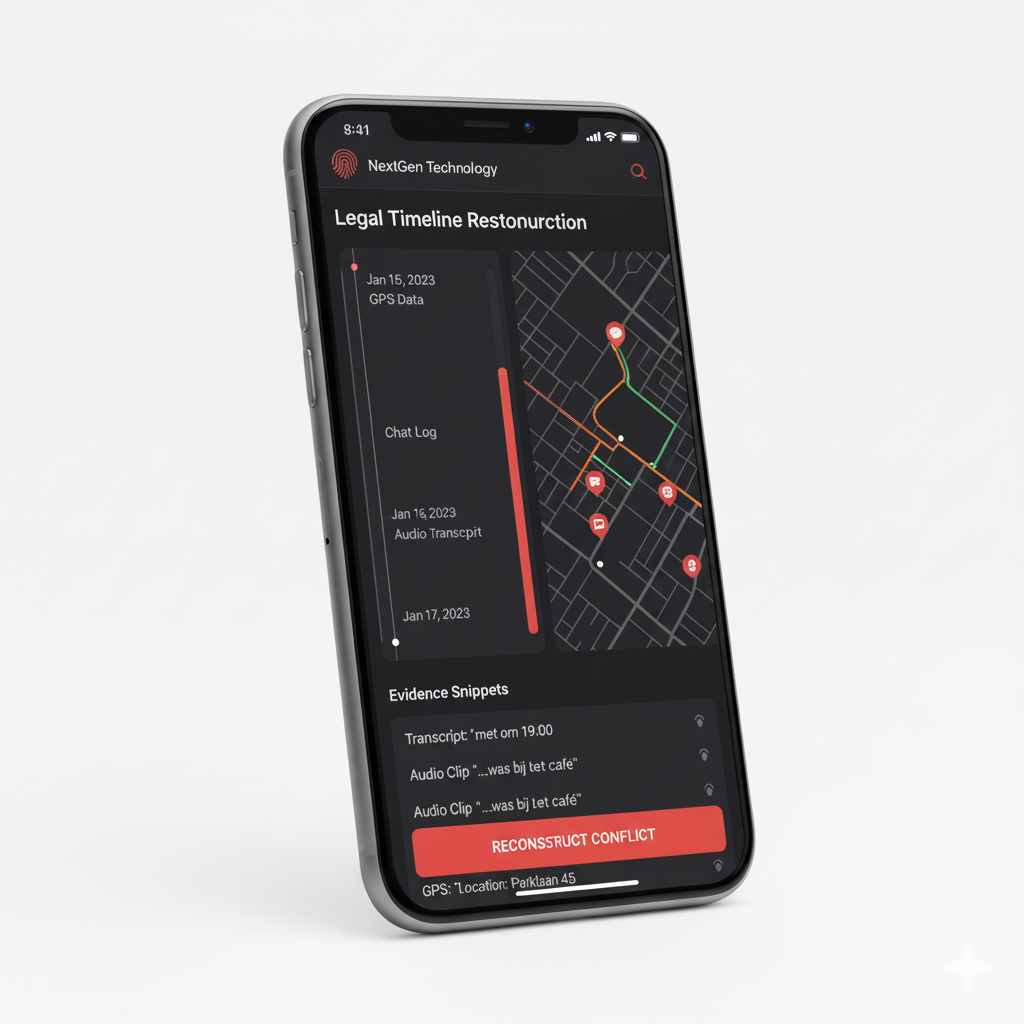 9:41
NextGen Technology
Legal Timeline Restonurction
Jan 15, 2023
GPS Data
Chat Log
Jan 16, 2023
Audio Transcpit
Jan 17, 2023
Evidence Snippets
Transcript: "met om 19:00
Audio Clip "...was bij tet café"
Audio Clip "...was bij tet café"
RECONSSTRUCT CONFLICT
GPS: "Location: Parklaan 45